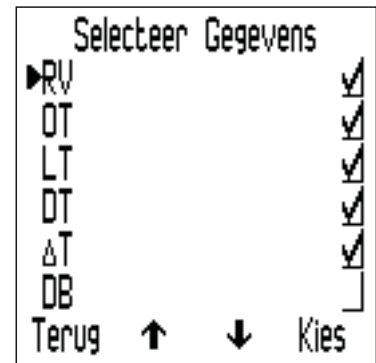 Selecteer Gegevens
RV
OT
LT
DT
ΔT
DB
Terug ↑ ↓ Kies